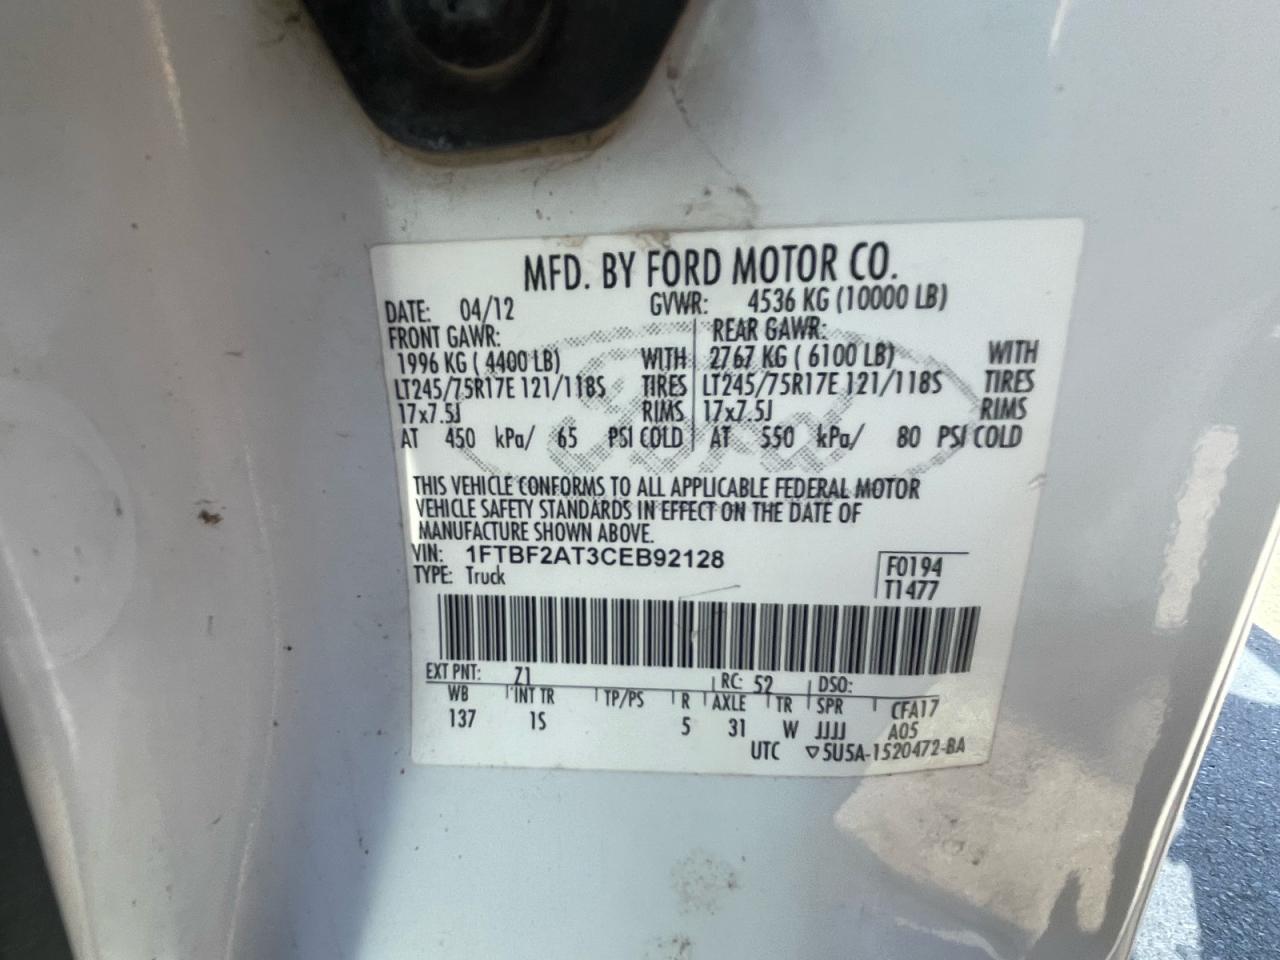 MFD. BY FORD MOTOR CO.
DATE: 04/12 GVWR: 4536 KG (10000 LB)
FRONT GAWR: REAR GAWR:
1996 KG ( 4400 LB) WITH 2767 KG ( 6100 LB) WITH
LT245/75R17E 121/118S TIRES LT245/75R17E 121/118S TIRES
17x7.5J RIMS 17x7.5J RIMS
AT 450 kPa/ 65 PSI COLD AT 550 kPa/ 80 PSI COLD
Ford
THIS VEHICLE CONFORMS TO ALL APPLICABLE FEDERAL MOTOR
VEHICLE SAFETY STANDARDS IN EFFECT ON THE DATE OF
MANUFACTURE SHOWN ABOVE.
VIN: 1FTBF2AT3CEB92128 F0194
TYPE: Truck T1477
EXT PNT: Z1 RC: 52 DSO:
WB INT TR TP/PS R AXLE TR SPR CFA17
137 1S 5 31 W JJJJ A05
UTC ▽5U5A-1520472-BA